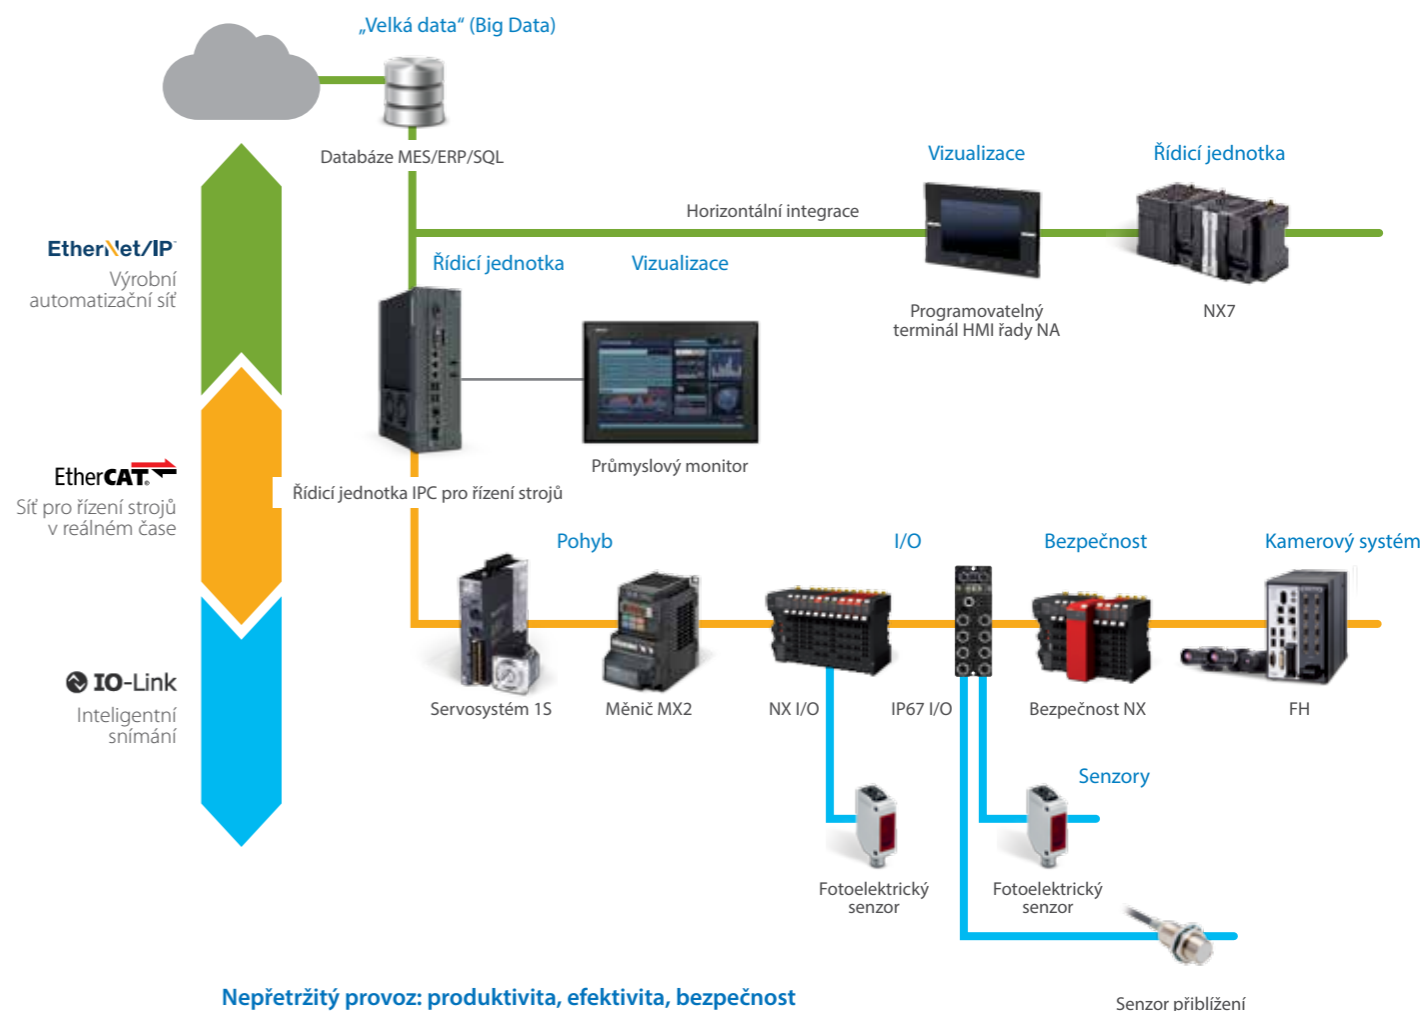 „Velká data“ (Big Data)
Databáze MES/ERP/SQL
Vizualizace
Řídicí jednotka
Horizontální integrace
EtherNet/IP
Výrobní
automatizační síť
Řídicí jednotka
Vizualizace
Programovatelný
terminál HMI řady NA
NX7
Průmyslový monitor
EtherCAT®
Síť pro řízení strojů
v reálném čase
Řídicí jednotka IPC pro řízení strojů
Pohyb
I/O
Bezpečnost
Kamerový systém
IO-Link
Inteligentní
snímání
Servosystém 1S
Měnič MX2
NX I/O
IP67 I/O
Bezpečnost NX
FH
Senzory
Fotoelektrický
senzor
Fotoelektrický
senzor
Nepřetržitý provoz: produktivita, efektivita, bezpečnost
Senzor přiblížení